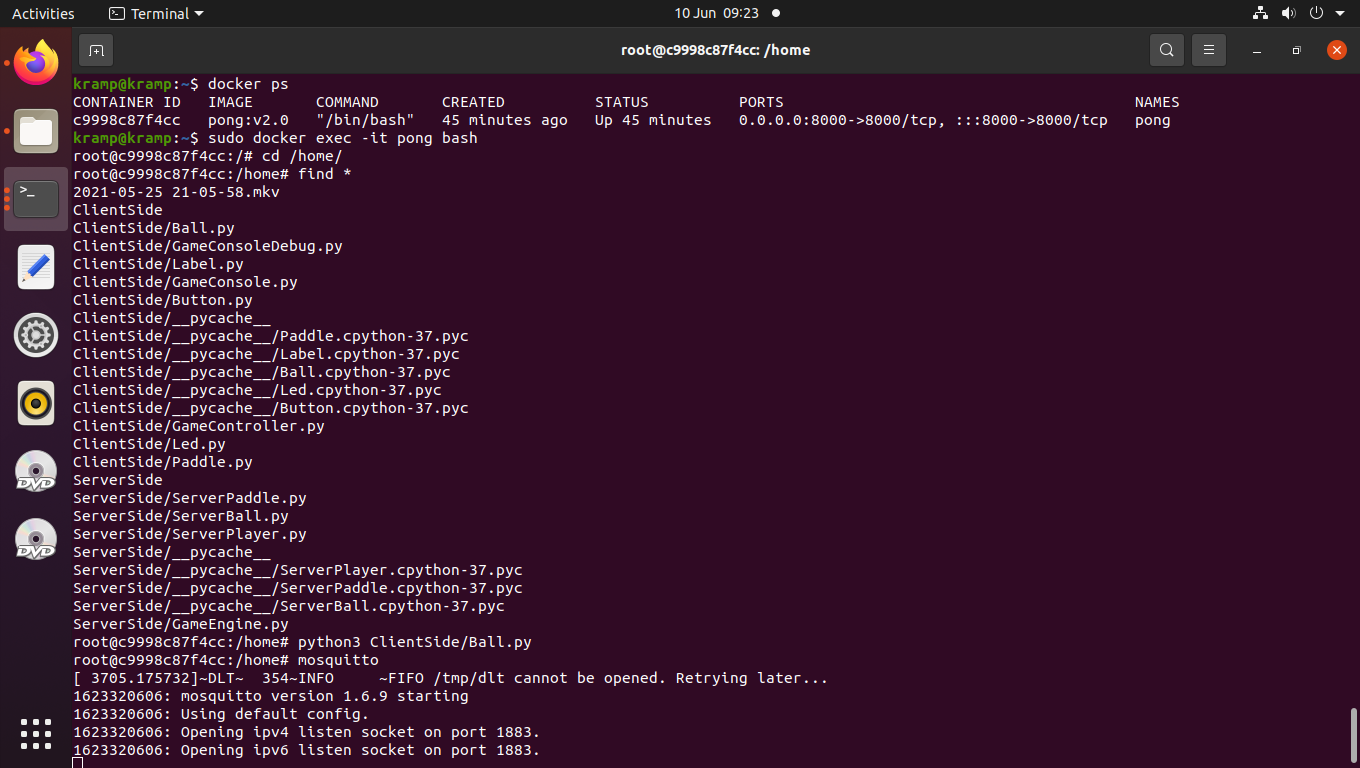 Activities
Terminal
10 Jun 09:23
root@c9998c87f4cc: /home
kramp@kramp:~$ docker ps
CONTAINER ID   IMAGE       COMMAND       CREATED          STATUS          PORTS                                       NAMES
c9998c87f4cc   pong:v2.0   "/bin/bash"   45 minutes ago   Up 45 minutes   0.0.0.0:8000->8000/tcp, :::8000->8000/tcp   pong
kramp@kramp:~$ sudo docker exec -it pong bash
root@c9998c87f4cc:/# cd /home/
root@c9998c87f4cc:/home# find *
2021-05-25 21-05-58.mkv
ClientSide
ClientSide/Ball.py
ClientSide/GameConsoleDebug.py
ClientSide/Label.py
ClientSide/GameConsole.py
ClientSide/Button.py
ClientSide/__pycache__
ClientSide/__pycache__/Paddle.cpython-37.pyc
ClientSide/__pycache__/Label.cpython-37.pyc
ClientSide/__pycache__/Ball.cpython-37.pyc
ClientSide/__pycache__/Led.cpython-37.pyc
ClientSide/__pycache__/Button.cpython-37.pyc
ClientSide/GameController.py
ClientSide/Led.py
ClientSide/Paddle.py
ServerSide
ServerSide/ServerPaddle.py
ServerSide/ServerBall.py
ServerSide/ServerPlayer.py
ServerSide/__pycache__
ServerSide/__pycache__/ServerPlayer.cpython-37.pyc
ServerSide/__pycache__/ServerPaddle.cpython-37.pyc
ServerSide/__pycache__/ServerBall.cpython-37.pyc
ServerSide/GameEngine.py
root@c9998c87f4cc:/home# python3 ClientSide/Ball.py
root@c9998c87f4cc:/home# mosquitto
[ 3705.175732]~DLT~  354~INFO     ~FIFO /tmp/dlt cannot be opened. Retrying later...
1623320606: mosquitto version 1.6.9 starting
1623320606: Using default config.
1623320606: Opening ipv4 listen socket on port 1883.
1623320606: Opening ipv6 listen socket on port 1883.
>_
DVD
DVD